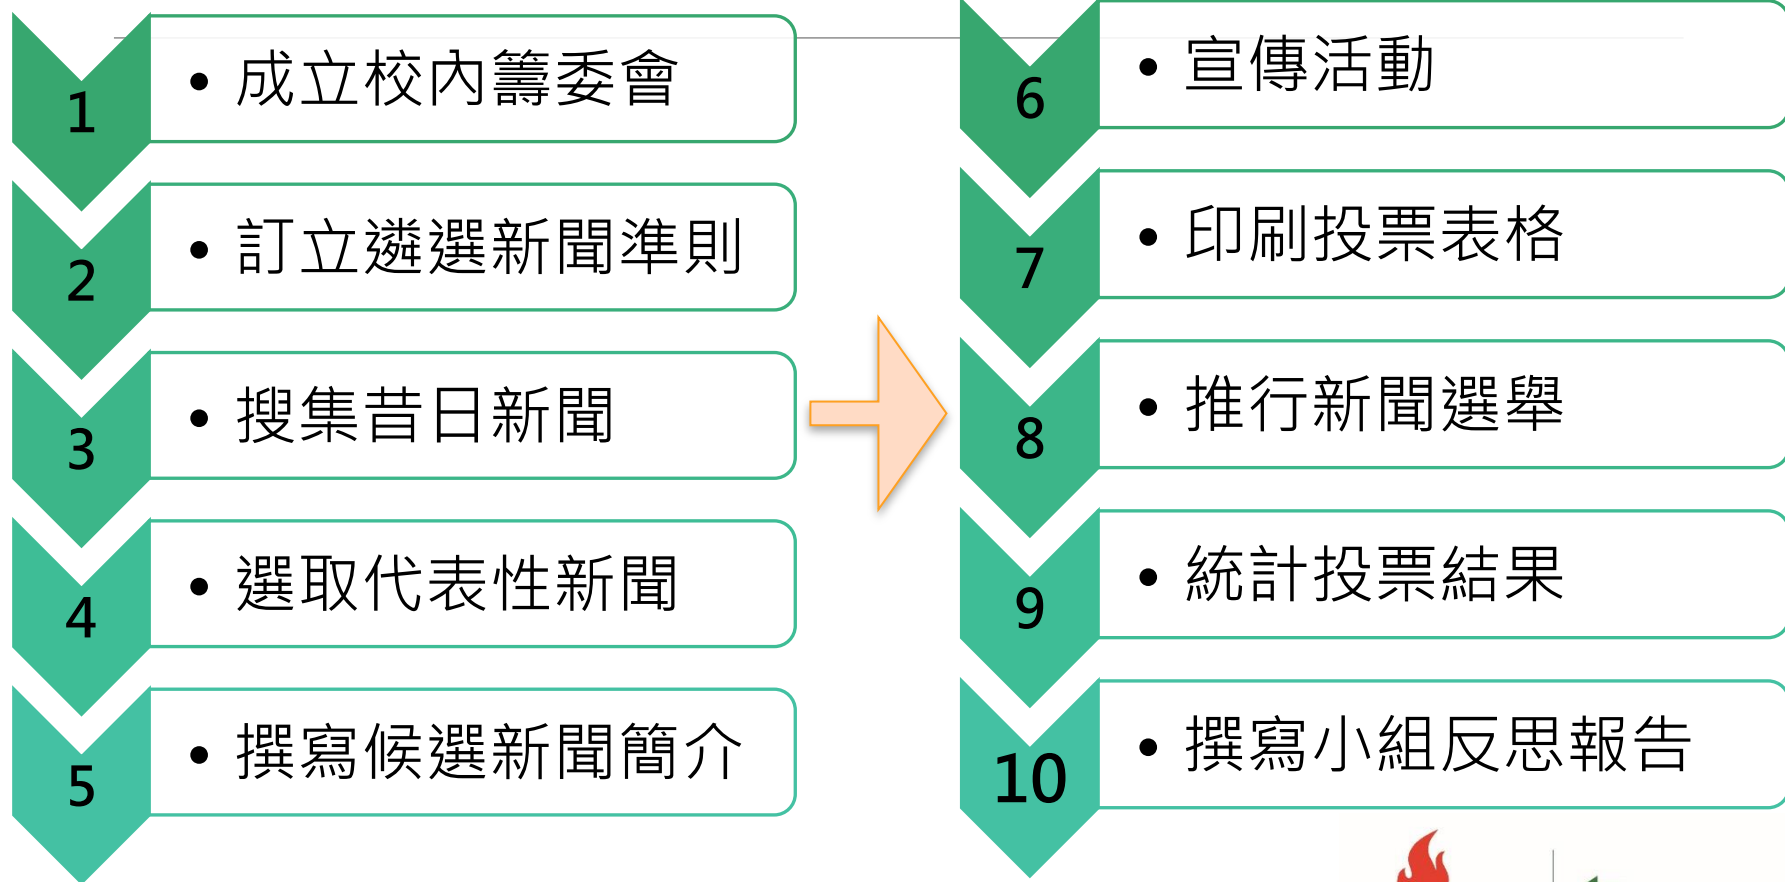 1
• 成立校內籌委會
2
• 訂立遴選新聞準則
3
• 搜集昔日新聞
4
• 選取代表性新聞
5
• 撰寫候選新聞簡介
6
• 宣傳活動
7
• 印刷投票表格
8
• 推行新聞選舉
9
• 統計投票結果
10
• 撰寫小組反思報告